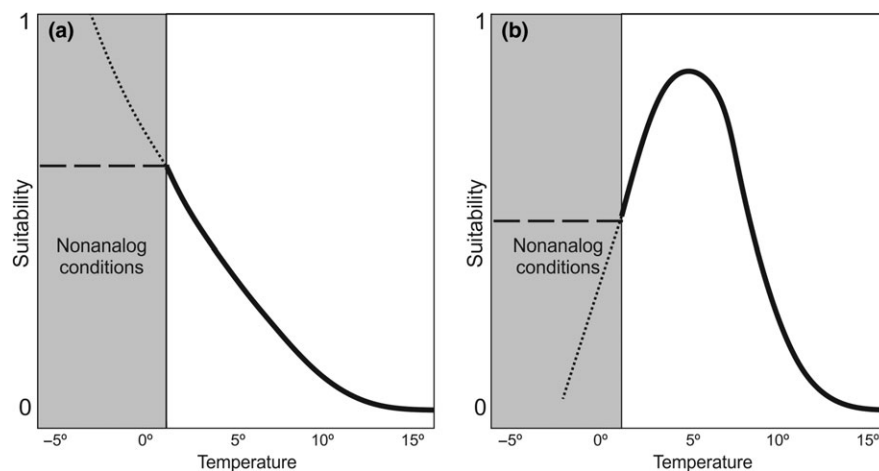 1
(a)
Suitability
Nonanalog
conditions
0
–5º 0º 5º 10º 15º
Temperature
1
(b)
Suitability
Nonanalog
conditions
0
–5º 0º 5º 10º 15º
Temperature